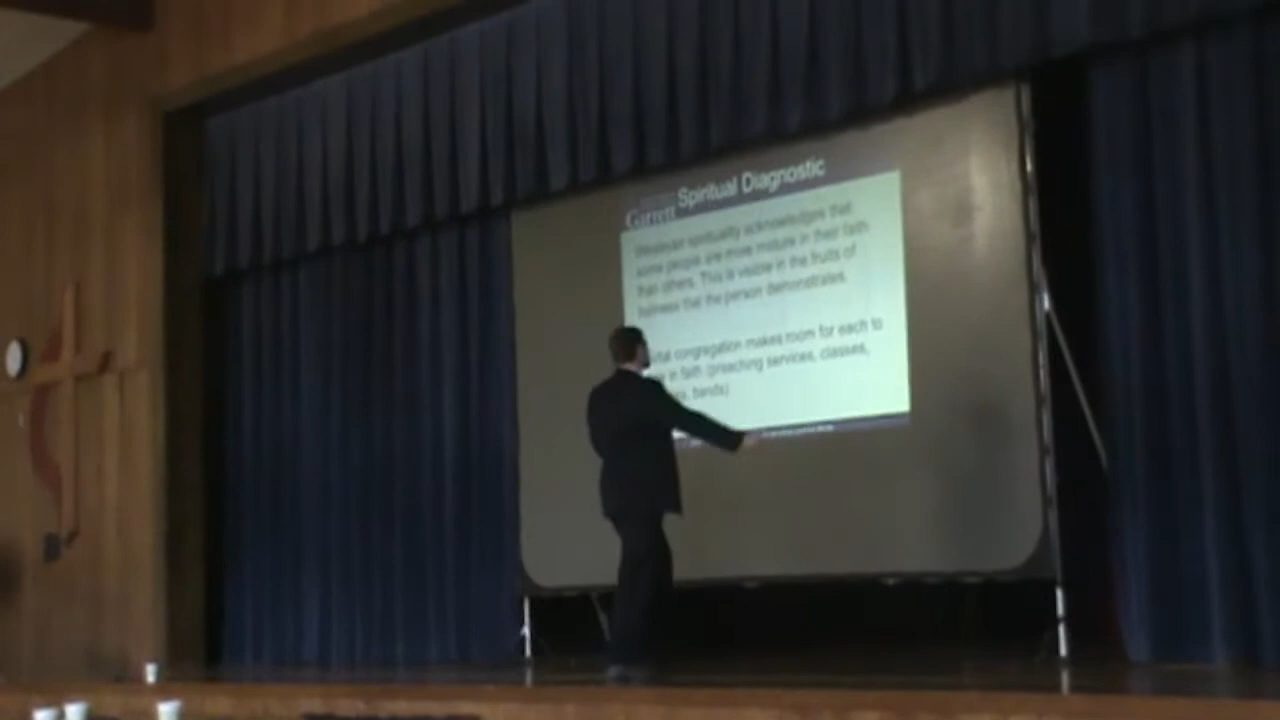 Spiritual Diagnostic
Garrett
Wesleyan spirituality acknowledges that
some people are more mature in their faith
than others. This is visible in the fruits of
holiness that the person demonstrates.
congregation makes room for each to
in faith (preaching services, classes,
bands)